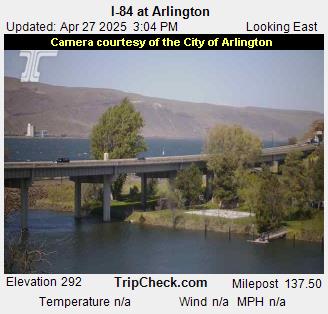 I-84 at Arlington
Updated: Apr 27 2025 3:04 PM Looking East
Camera courtesy of the City of Arlington
Elevation 292 TripCheck.com Milepost 137.50
Temperature n/a Wind n/a MPH n/a